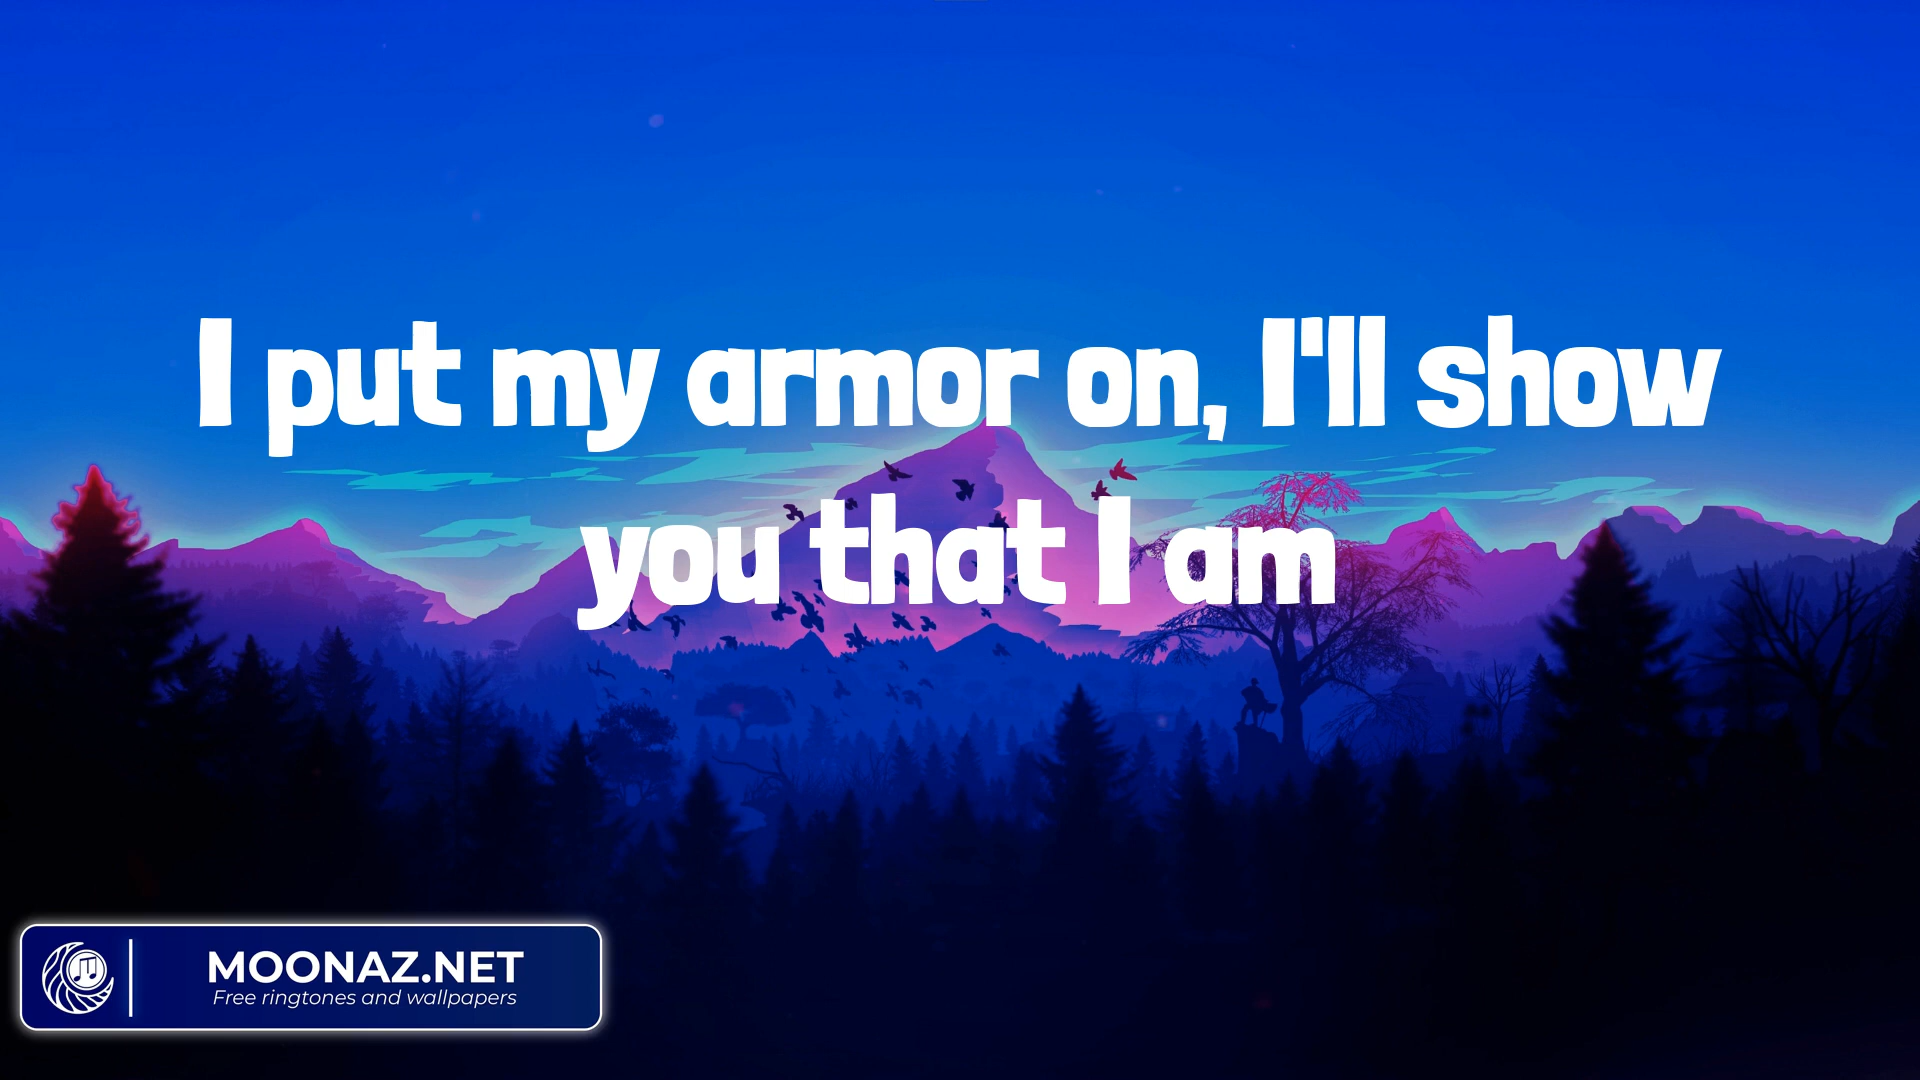 I put my armor on, I'll show
you that I am
MOONAZ.NET
Free ringtones and wallpapers